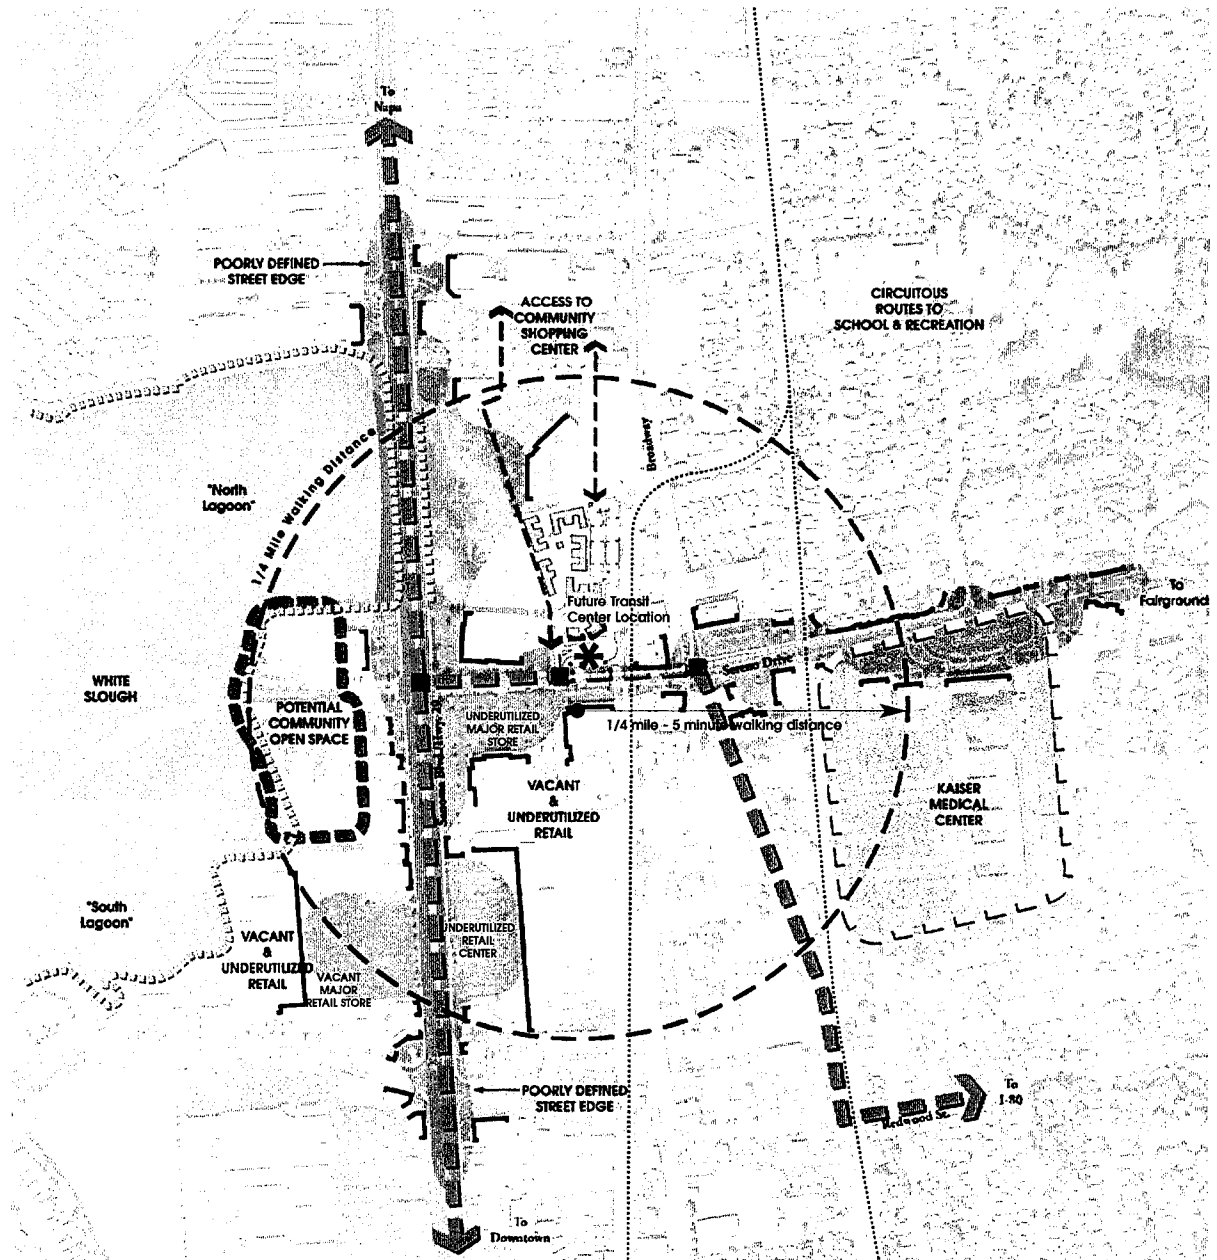 To
Napa
POORLY DEFINED
STREET EDGE
ACCESS TO
COMMUNITY
SHOPPING
CENTER
CIRCUITOUS
ROUTES TO
SCHOOL & RECREATION
1/4 Mile Walking Distance
Broadway
"North
Lagoon"
Future Transit
Center Location
To
Fairgrounds
Sereno Drive
WHITE
SLOUGH
POTENTIAL
COMMUNITY
OPEN SPACE
UNDERUTILIZED
MAJOR RETAIL
STORE
1/4 mile - 5 minute walking distance
VACANT
&
UNDERUTILIZED
RETAIL
KAISER
MEDICAL
CENTER
"South
Lagoon"
VACANT
&
UNDERUTILIZED
RETAIL
VACANT
MAJOR
RETAIL STORE
UNDERUTILIZED
RETAIL
CENTER
POORLY DEFINED
STREET EDGE
To
I-80
Redwood St.
To
Downtown